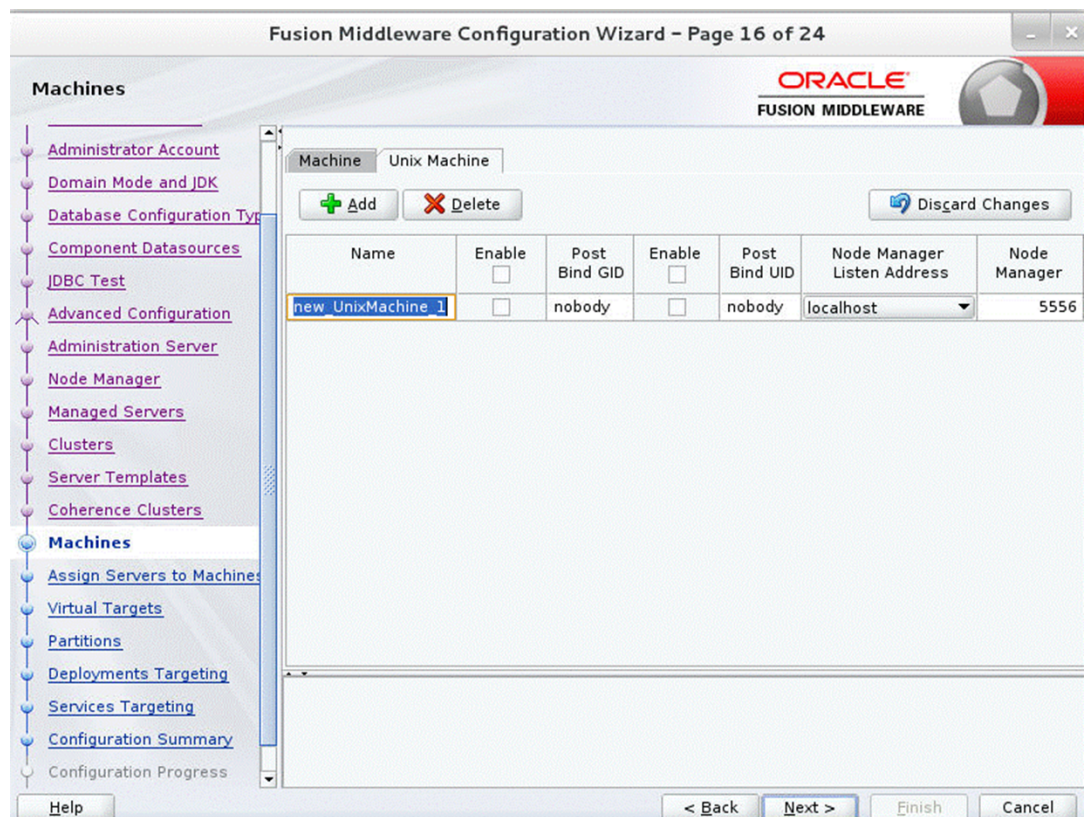 Fusion Middleware Configuration Wizard - Page 16 of 24
Machines
ORACLE
FUSION MIDDLEWARE
Administrator Account
Domain Mode and JDK
Database Configuration Typ
Component Datasources
JDBC Test
Advanced Configuration
Administration Server
Node Manager
Managed Servers
Clusters
Server Templates
Coherence Clusters
Machines
Assign Servers to Machines
Virtual Targets
Partitions
Deployments Targeting
Services Targeting
Configuration Summary
Configuration Progress
Machine Unix Machine
Add Delete Discard Changes
Name Enable Post Bind GID Enable Post Bind UID Node Manager Listen Address Node Manager
new_UnixMachine_1 nobody nobody localhost 5556
Help < Back Next > Finish Cancel